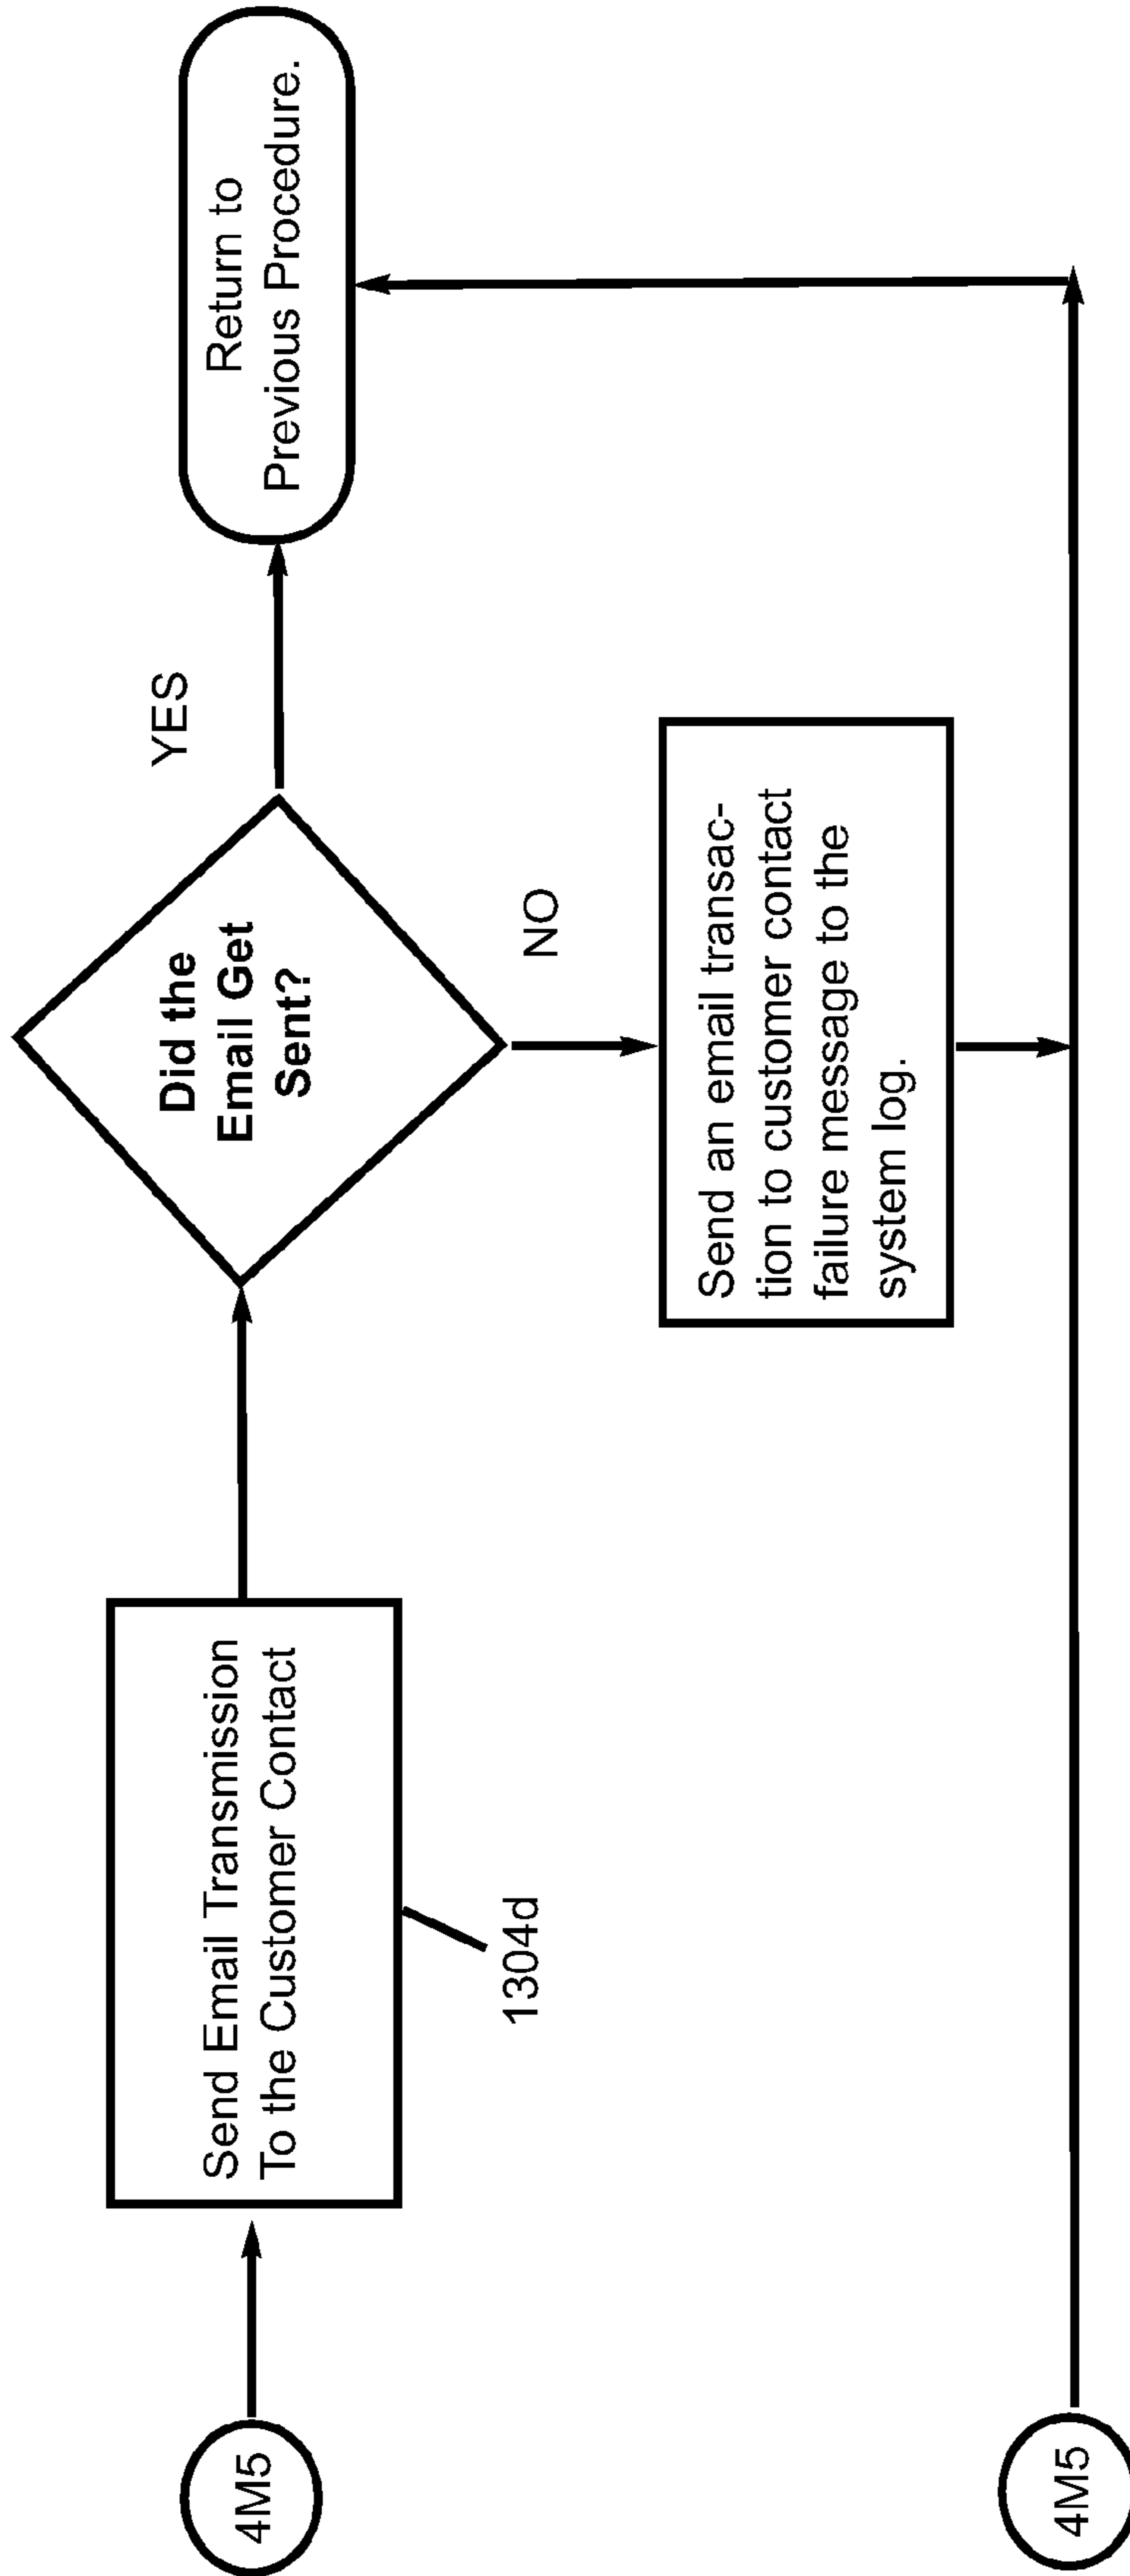 4M5
Send Email Transmission
To the Customer Contact
1304d
Did the
Email Get
Sent?
YES
Return to
Previous Procedure.
NO
Send an email transac-
tion to customer contact
failure message to the
system log.
4M5